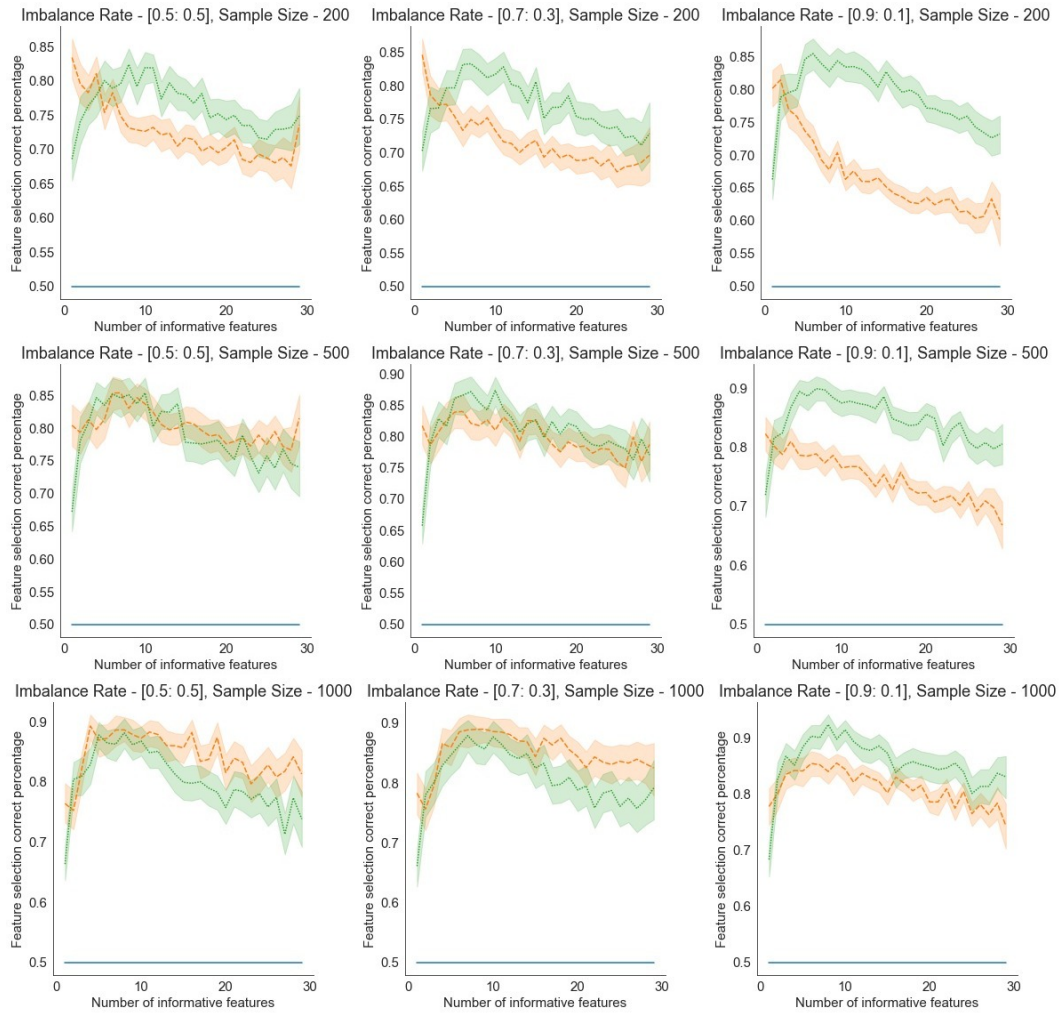 Imbalance Rate - [0.5: 0.5], Sample Size - 200
Feature selection correct percentage
0.85
0.80
0.75
0.70
0.65
0.60
0.55
0.50
0 10 20 30
Number of informative features
Imbalance Rate - [0.7: 0.3], Sample Size - 200
Feature selection correct percentage
0.85
0.80
0.75
0.70
0.65
0.60
0.55
0.50
0 10 20 30
Number of informative features
Imbalance Rate - [0.9: 0.1], Sample Size - 200
Feature selection correct percentage
0.85
0.80
0.75
0.70
0.65
0.60
0.55
0.50
0 10 20 30
Number of informative features
Imbalance Rate - [0.5: 0.5], Sample Size - 500
Feature selection correct percentage
0.85
0.80
0.75
0.70
0.65
0.60
0.55
0.50
0 10 20 30
Number of informative features
Imbalance Rate - [0.7: 0.3], Sample Size - 500
Feature selection correct percentage
0.90
0.85
0.80
0.75
0.70
0.65
0.60
0.55
0.50
0 10 20 30
Number of informative features
Imbalance Rate - [0.9: 0.1], Sample Size - 500
Feature selection correct percentage
0.9
0.8
0.7
0.6
0.5
0 10 20 30
Number of informative features
Imbalance Rate - [0.5: 0.5], Sample Size - 1000
Feature selection correct percentage
0.9
0.8
0.7
0.6
0.5
0 10 20 30
Number of informative features
Imbalance Rate - [0.7: 0.3], Sample Size - 1000
Feature selection correct percentage
0.9
0.8
0.7
0.6
0.5
0 10 20 30
Number of informative features
Imbalance Rate - [0.9: 0.1], Sample Size - 1000
Feature selection correct percentage
0.9
0.8
0.7
0.6
0.5
0 10 20 30
Number of informative features